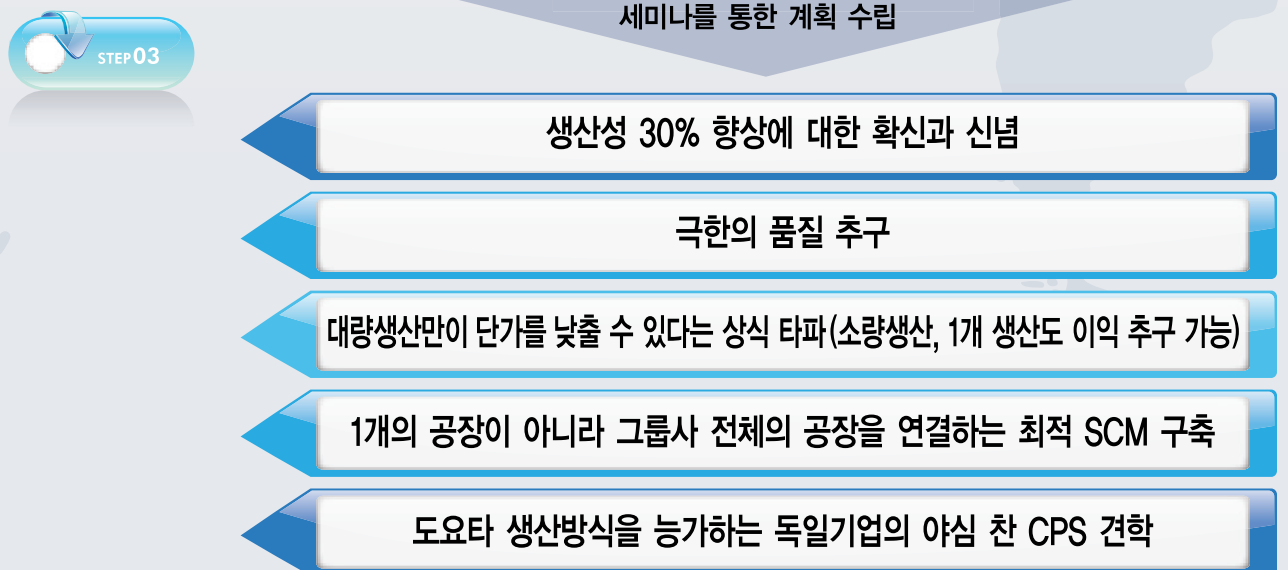 세미나를 통한 계획 수립
STEP 03
생산성 30% 향상에 대한 확신과 신념
극한의 품질 추구
대량생산만이 단가를 낮출 수 있다는 상식 타파(소량생산, 1개 생산도 이익 추구 가능)
1개의 공장이 아니라 그룹사 전체의 공장을 연결하는 최적 SCM 구축
도요타 생산방식을 능가하는 독일기업의 야심 찬 CPS 견학